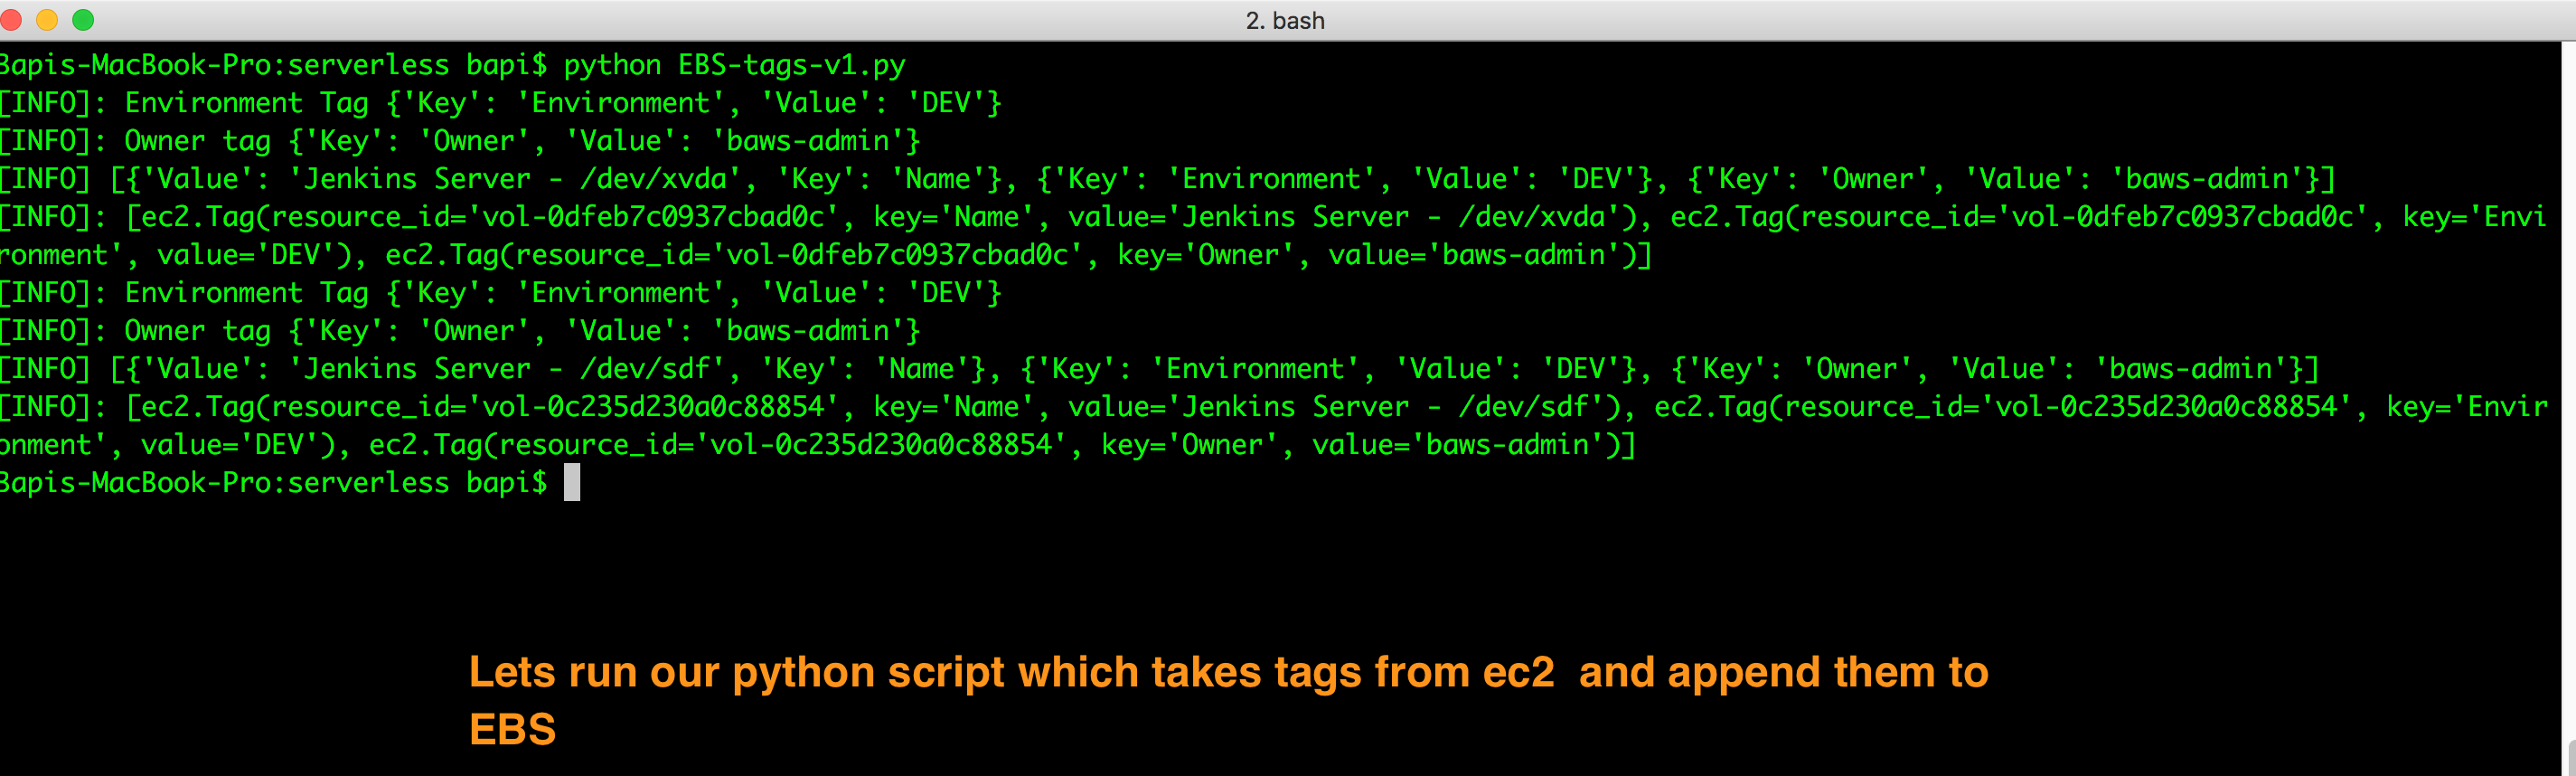 2. bash
Bapis-MacBook-Pro:serverless bapi$ python EBS-tags-v1.py
[INFO]: Environment Tag {'Key': 'Environment', 'Value': 'DEV'}
[INFO]: Owner tag {'Key': 'Owner', 'Value': 'baws-admin'}
[INFO] [{'Value': 'Jenkins Server - /dev/xvda', 'Key': 'Name'}, {'Key': 'Environment', 'Value': 'DEV'}, {'Key': 'Owner', 'Value': 'baws-admin'}]
[INFO]: [ec2.Tag(resource_id='vol-0dfeb7c0937cbad0c', key='Name', value='Jenkins Server - /dev/xvda'), ec2.Tag(resource_id='vol-0dfeb7c0937cbad0c', key='Envi
ronment', value='DEV'), ec2.Tag(resource_id='vol-0dfeb7c0937cbad0c', key='Owner', value='baws-admin')]
[INFO]: Environment Tag {'Key': 'Environment', 'Value': 'DEV'}
[INFO]: Owner tag {'Key': 'Owner', 'Value': 'baws-admin'}
[INFO] [{'Value': 'Jenkins Server - /dev/sdf', 'Key': 'Name'}, {'Key': 'Environment', 'Value': 'DEV'}, {'Key': 'Owner', 'Value': 'baws-admin'}]
[INFO]: [ec2.Tag(resource_id='vol-0c235d230a0c88854', key='Name', value='Jenkins Server - /dev/sdf'), ec2.Tag(resource_id='vol-0c235d230a0c88854', key='Envir
onment', value='DEV'), ec2.Tag(resource_id='vol-0c235d230a0c88854', key='Owner', value='baws-admin')]
Bapis-MacBook-Pro:serverless bapi$
Lets run our python script which takes tags from ec2  and append them to
EBS